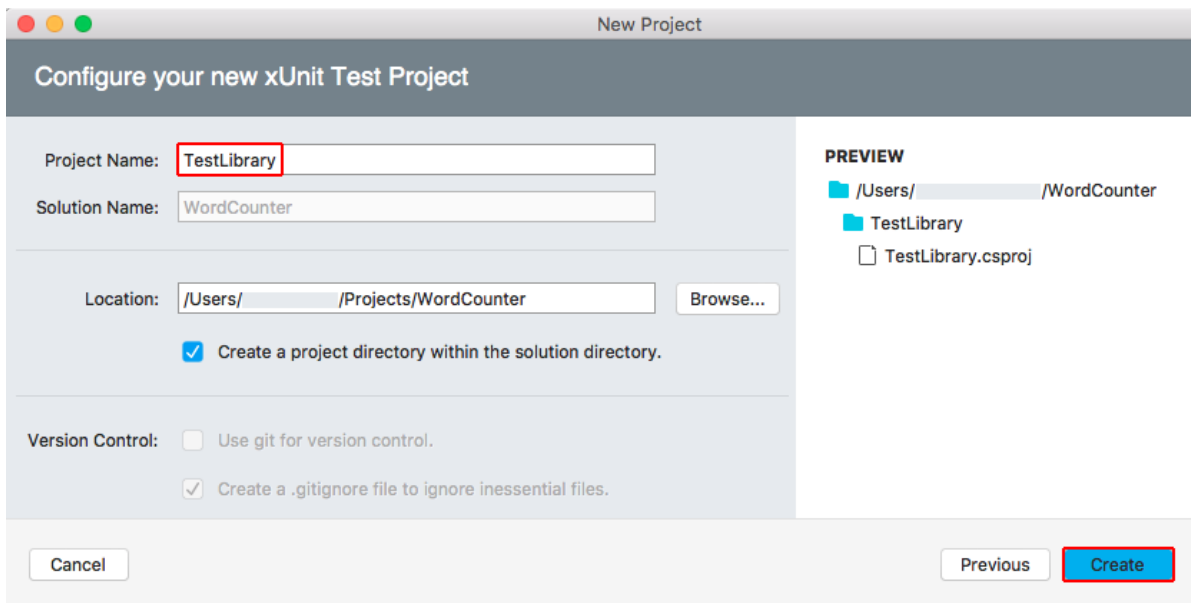 New Project
Configure your new xUnit Test Project
Project Name: TestLibrary
Solution Name: WordCounter
Location: /Users/ /Projects/WordCounter Browse...
Create a project directory within the solution directory.
Version Control: Use git for version control.
Create a .gitignore file to ignore inessential files.
PREVIEW
/Users/ /WordCounter
TestLibrary
TestLibrary.csproj
Cancel Previous Create